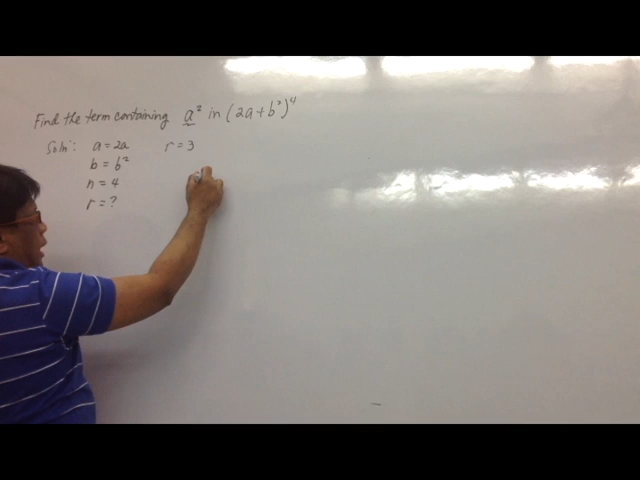 Find the term containing a² in (2a+b²)⁴
Soln: a = 2a r = 3
b = b²
n = 4
r = ?